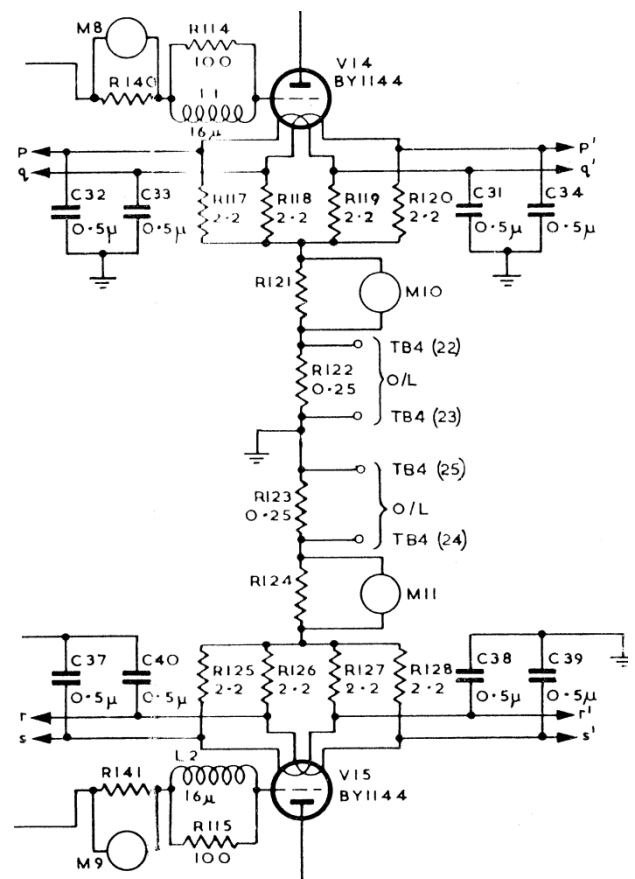 M8
R114
100
V14
BY1144
R140
L1
16μ
p
p'
q
q'
C32
C33
R117
R118
R119
R120
C31
C34
0·5μ
0·5μ
2·2
2·2
2·2
2·2
0·5μ
0·5μ
R121
M10
TB4 (22)
R122
0·25
O/L
TB4 (23)
TB4 (25)
R123
0·25
O/L
TB4 (24)
R124
M11
C37
C40
R125
R126
R127
R128
C38
C39
0·5μ
0·5μ
2·2
2·2
2·2
2·2
0·5μ
0·5μ
r
r'
s
s'
L2
R141
16μ
V15
BY1144
R115
M9
100